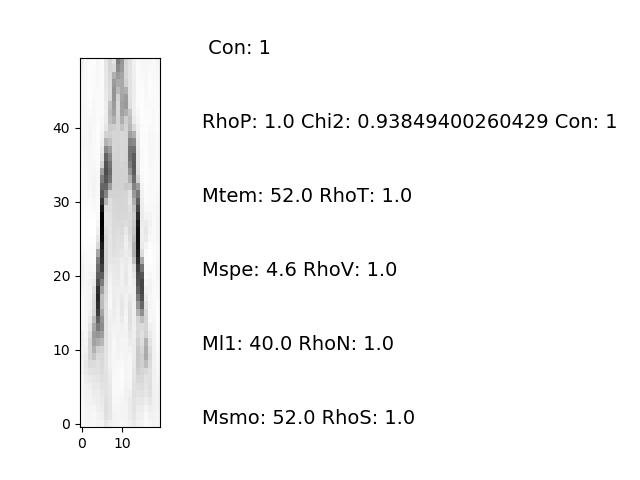 Con: 1
RhoP: 1.0 Chi2: 0.93849400260429 Con: 1
40
Mtem: 52.0 RhoT: 1.0
30
Mspe: 4.6 RhoV: 1.0
20
Ml1: 40.0 RhoN: 1.0
10
Msmo: 52.0 RhoS: 1.0
0
0 10